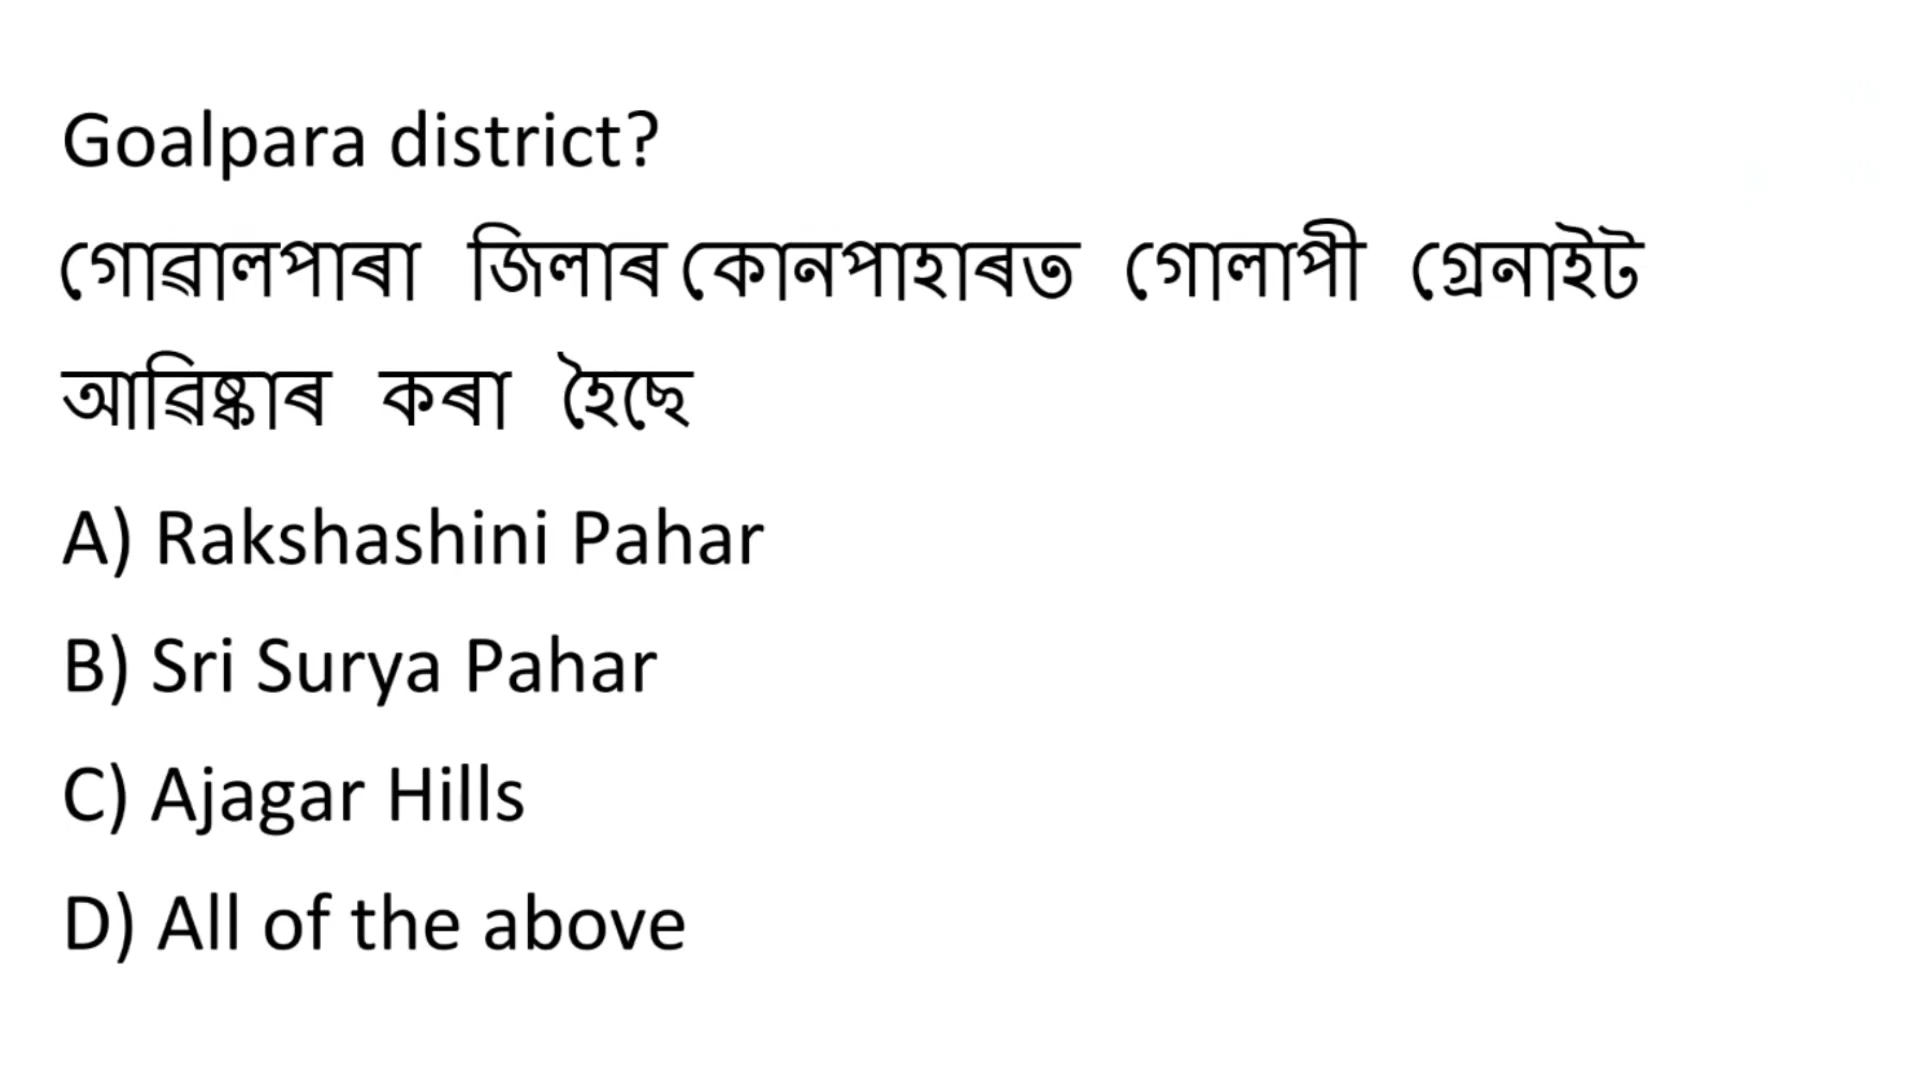 Goalpara district?
গোৱালপাৰা জিলাৰ কোনপাহাৰত গোলাপী গ্ৰেনাইট
আৱিষ্কাৰ কৰা হৈছে
A) Rakshashini Pahar
B) Sri Surya Pahar
C) Ajagar Hills
D) All of the above